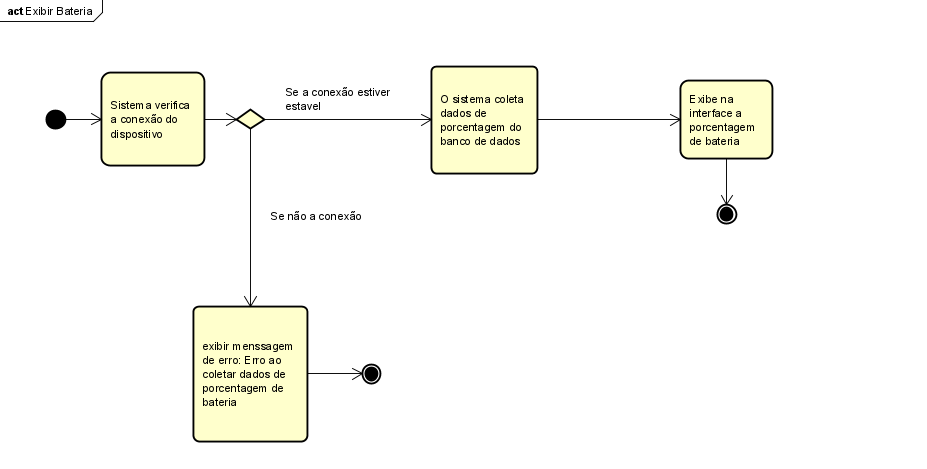 act Exibir Bateria
Se a conexão estiver
estavel
Sistema verifica
a conexão do
dispositivo
O sistema coleta
dados de
porcentagem do
banco de dados
Exibe na
interface a
porcentagem
de bateria
Se não a conexão
exibir menssagem
de erro: Erro ao
coletar dados de
porcentagem de
bateria